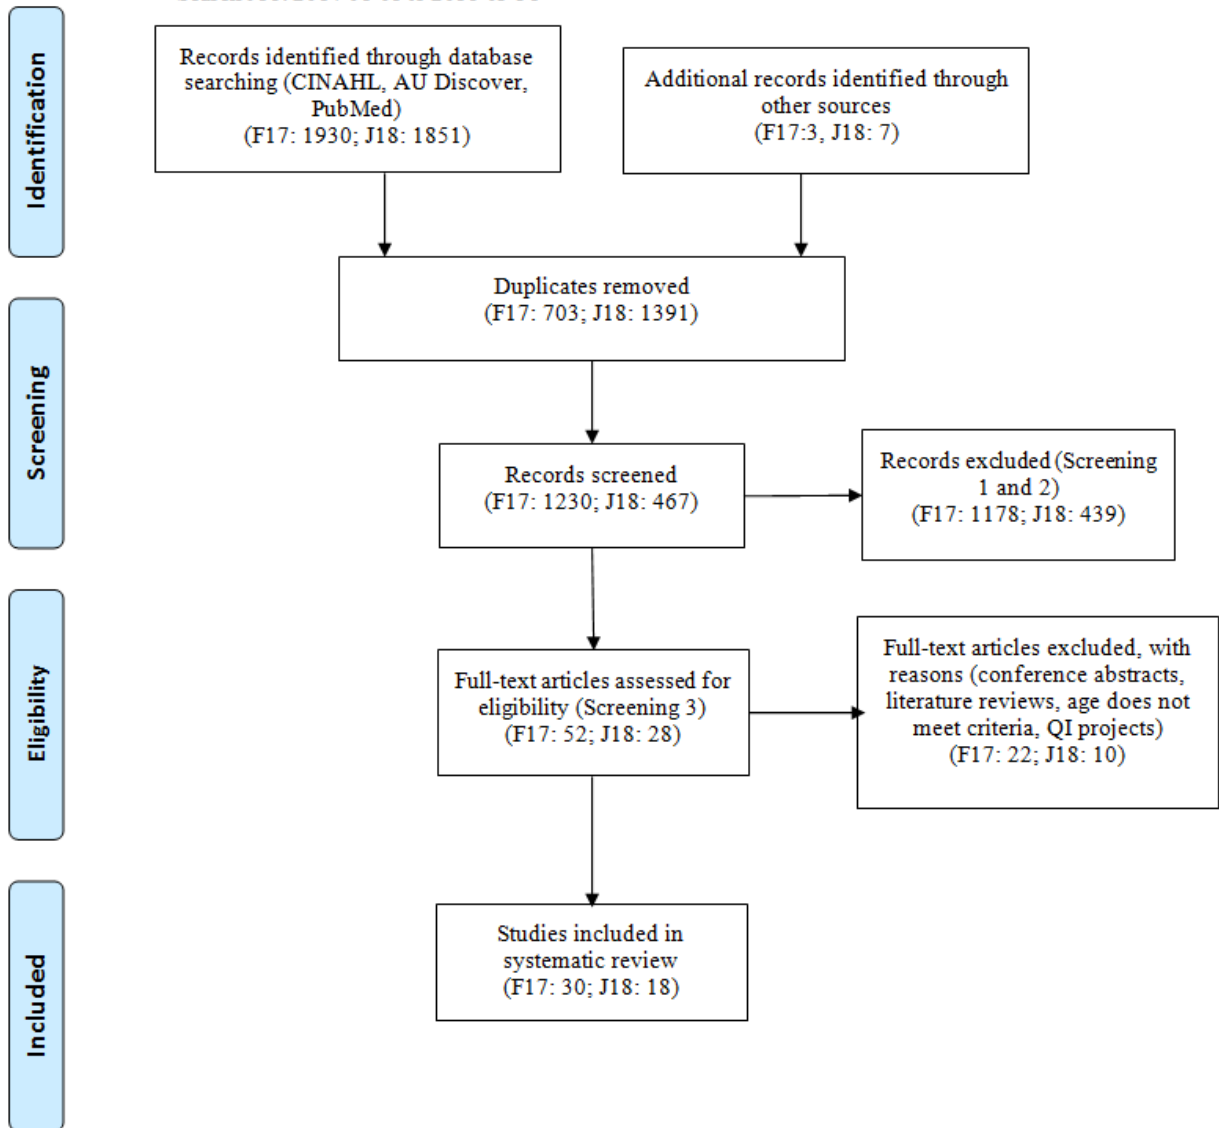 Identification
Records identified through database
searching (CINAHL, AU Discover,
PubMed)
(F17: 1930; J18: 1851)
Additional records identified through
other sources
(F17:3, J18: 7)
Duplicates removed
(F17: 703; J18: 1391)
Screening
Records screened
(F17: 1230; J18: 467)
Records excluded (Screening
1 and 2)
(F17: 1178; J18: 439)
Eligibility
Full-text articles assessed for
eligibility (Screening 3)
(F17: 52; J18: 28)
Full-text articles excluded, with
reasons (conference abstracts,
literature reviews, age does not
meet criteria, QI projects)
(F17: 22; J18: 10)
Included
Studies included in
systematic review
(F17: 30; J18: 18)